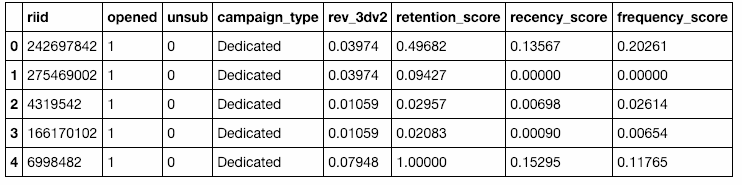 riid opened unsub campaign_type rev_3dv2 retention_score recency_score frequency_score
0 242697842 1 0 Dedicated 0.03974 0.49682 0.13567 0.20261
1 275469002 1 0 Dedicated 0.03974 0.09427 0.00000 0.00000
2 4319542 1 0 Dedicated 0.01059 0.02957 0.00698 0.02614
3 166170102 1 0 Dedicated 0.01059 0.02083 0.00090 0.00654
4 6998482 1 0 Dedicated 0.07948 1.00000 0.15295 0.11765